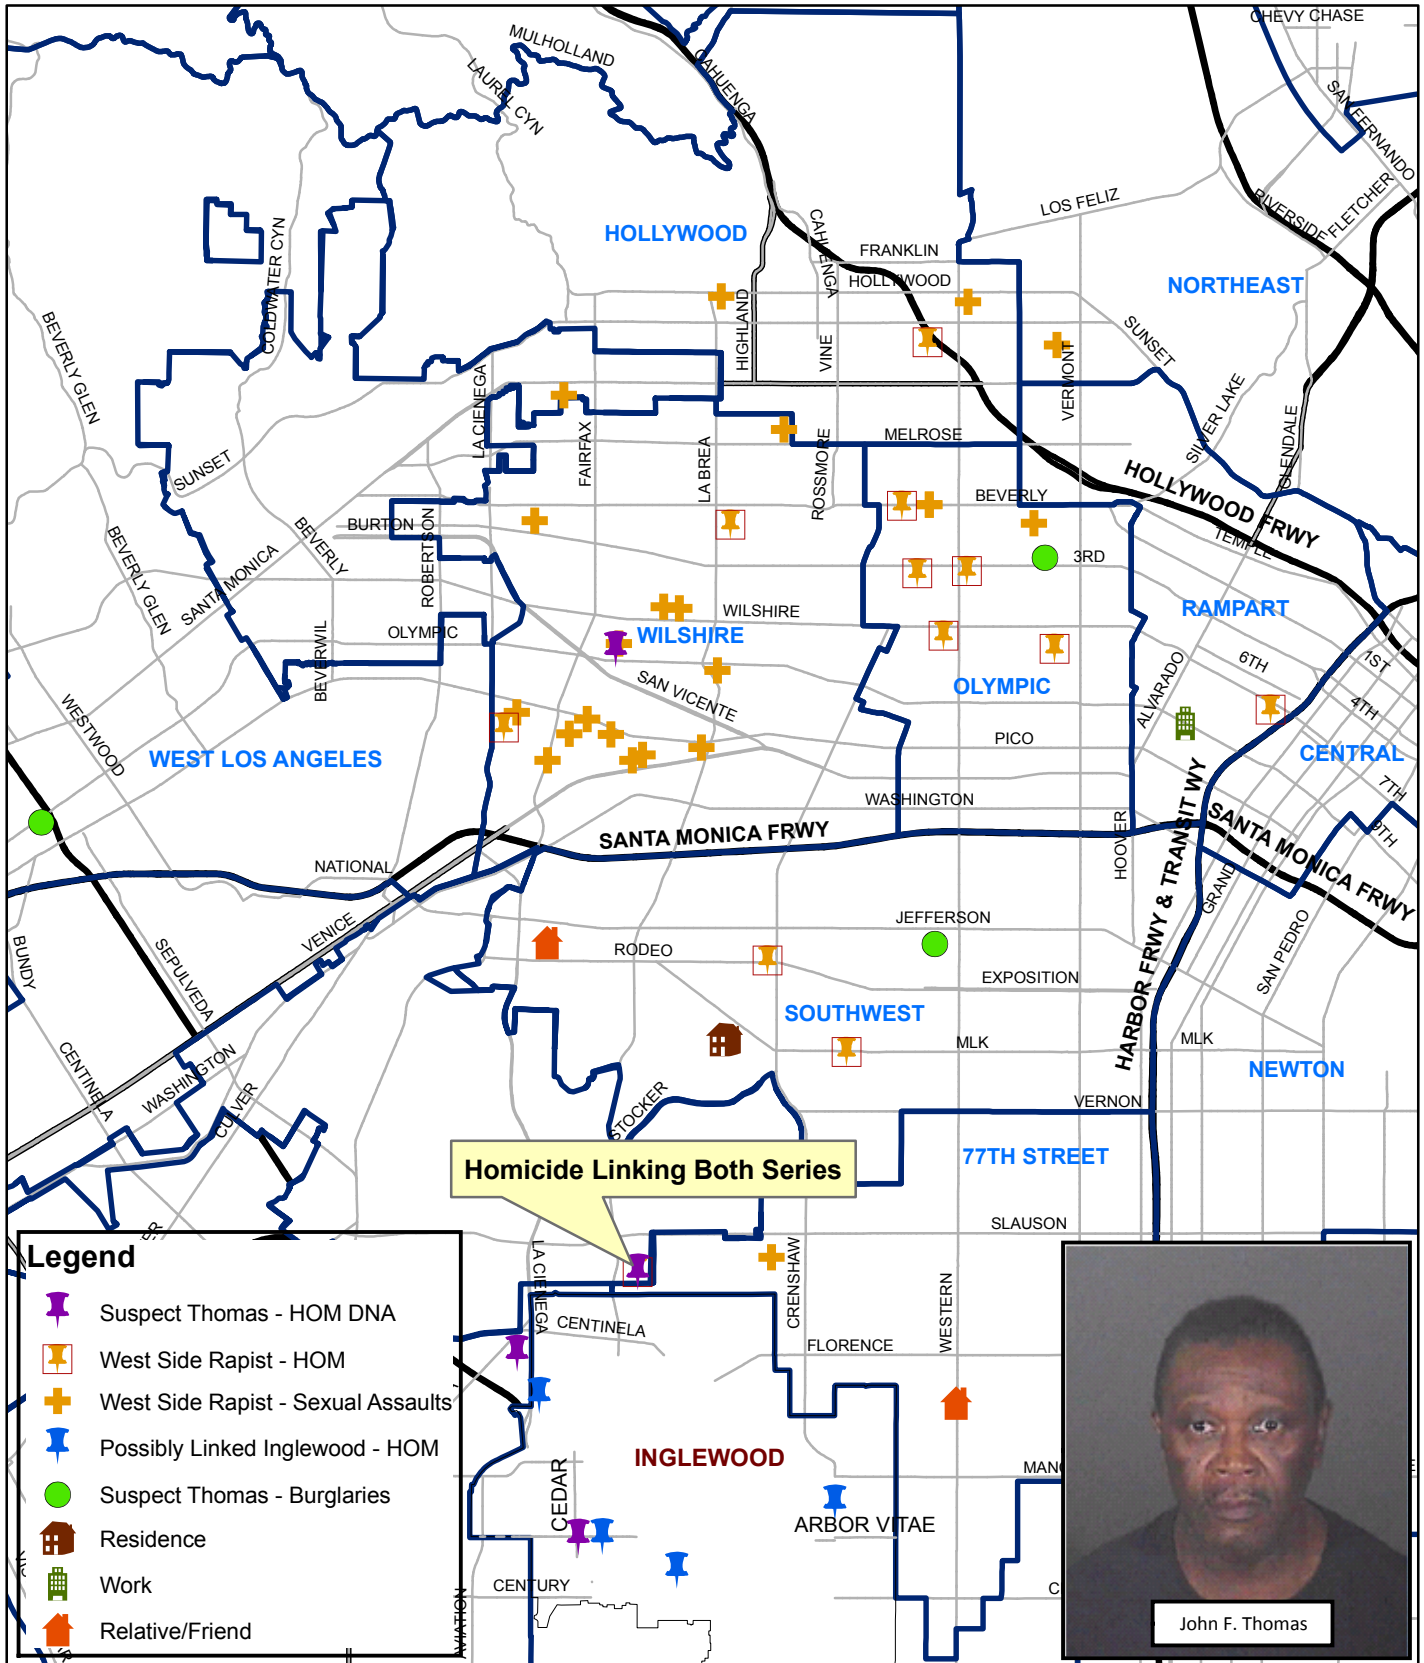 CHEVY CHASE
MULHOLLAND
CAHUENGA
LAUREL CYN
SAN FERNANDO
LOS FELIZ
RIVERSIDE
FLETCHER
COLDWATER CYN
HOLLYWOOD
CAHUENGA
FRANKLIN
HOLLYWOOD
NORTHEAST
BEVERLY GLEN
HIGHLAND
VINE
SUNSET
VERMONT
LA CIENEGA
SILVER LAKE
GLENDALE
FAIRFAX
LA BREA
ROSSMORE
MELROSE
SUNSET
HOLLYWOOD FRWY
BEVERLY
BURTON
ROBERTSON
BEVERLY
BEVERLY GLEN
SANTA MONICA
TEMPLE
3RD
WILSHIRE
RAMPART
OLYMPIC
WILSHIRE
BEVERWIL
6TH
1ST
SAN VICENTE
OLYMPIC
ALVARADO
4TH
WESTWOOD
WEST LOS ANGELES
PICO
CENTRAL
7TH
WASHINGTON
SANTA MONICA FRWY
SANTA MONICA FRWY
9TH
HOOVER
HARBOR FRWY & TRANSIT WY
NATIONAL
GRAND
VENICE
JEFFERSON
BUNDY
SEPULVEDA
RODEO
SAN PEDRO
EXPOSITION
SOUTHWEST
MLK
MLK
CENTINELA
WASHINGTON
CULVER
NEWTON
STOCKER
VERNON
77TH STREET
Homicide Linking Both Series
SLAUSON
VER
LA CIENEGA
CRENSHAW
WESTERN
CENTINELA
FLORENCE
INGLEWOOD
MANC
CEDAR
ARBOR VITAE
CENTURY
C
AVIATION
Legend
Suspect Thomas - HOM DNA
West Side Rapist - HOM
West Side Rapist - Sexual Assaults
Possibly Linked Inglewood - HOM
Suspect Thomas - Burglaries
Residence
Work
Relative/Friend
John F. Thomas